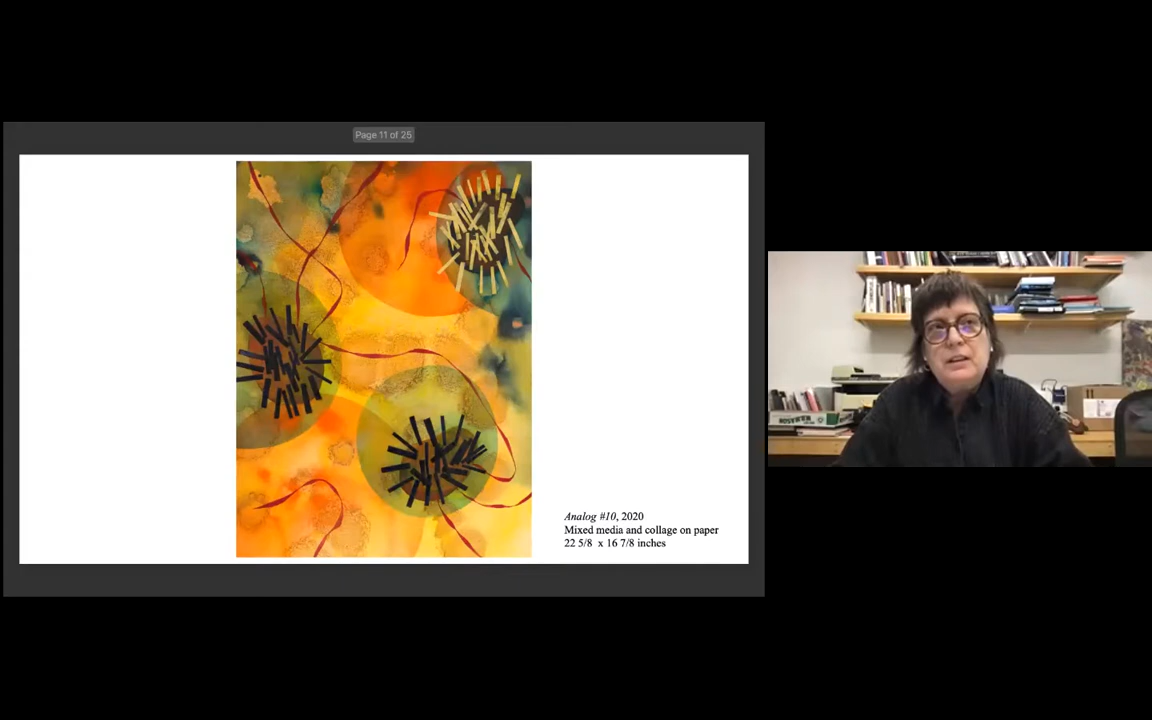 Page 11 of 25
Analog #10, 2020
Mixed media and collage on paper
22 5/8 x 16 7/8 inches